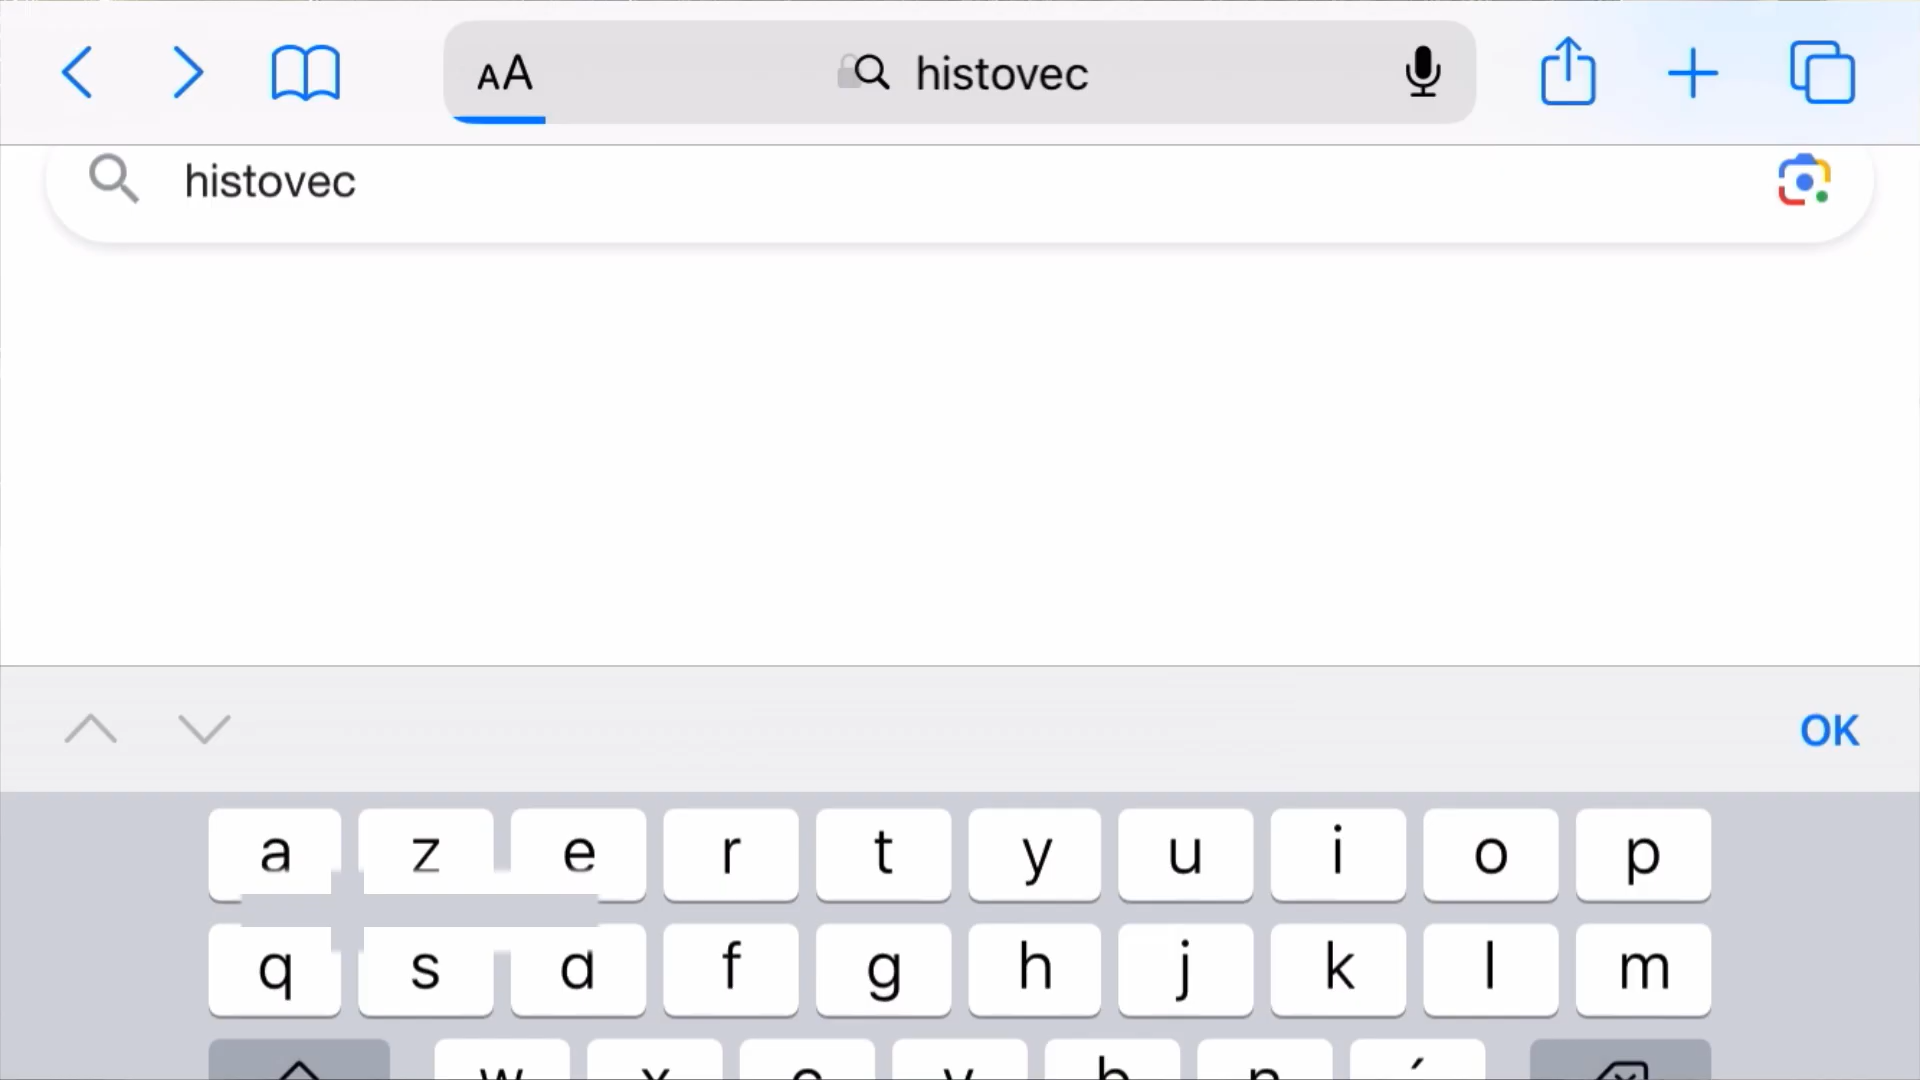 AA histovec
histovec
OK
a z e r t y u i o p
q s d f g h j k l m
w x c v b n ´